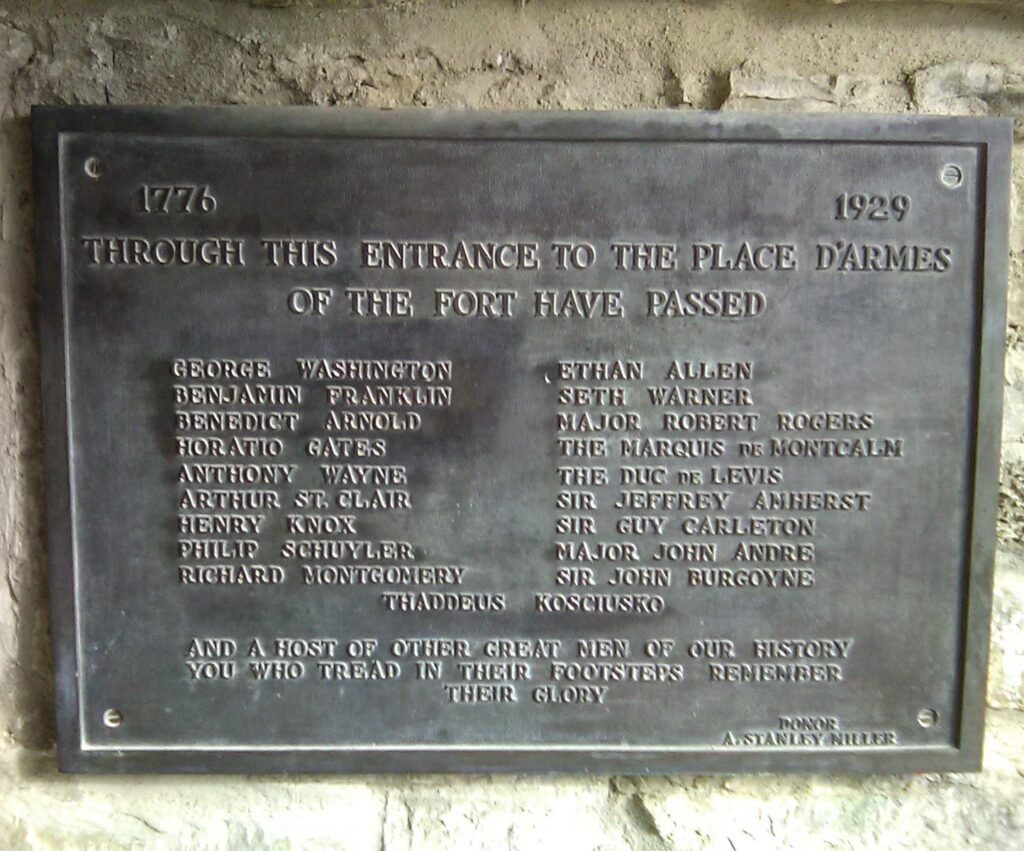 1776 1929
THROUGH THIS ENTRANCE TO THE PLACE D'ARMES
OF THE FORT HAVE PASSED
GEORGE WASHINGTON
BENJAMIN FRANKLIN
BENEDICT ARNOLD
HORATIO GATES
ANTHONY WAYNE
ARTHUR ST. CLAIR
HENRY KNOX
PHILIP SCHUYLER
RICHARD MONTGOMERY
ETHAN ALLEN
SETH WARNER
MAJOR ROBERT ROGERS
THE MARQUIS DE MONTCALM
THE DUC DE LEVIS
SIR JEFFREY AMHERST
SIR GUY CARLETON
MAJOR JOHN ANDRE
SIR JOHN BURGOYNE
THADDEUS KOSCIUSKO
AND A HOST OF OTHER GREAT MEN OF OUR HISTORY
YOU WHO TREAD IN THEIR FOOTSTEPS REMEMBER
THEIR GLORY
DONOR
A. STANLEY MILLER